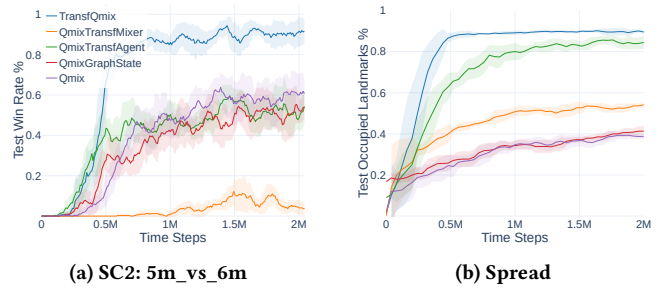 TransfQmix
QmixTransfMixer
QmixTransfAgent
QmixGraphState
Qmix
Test Win Rate %
1
0.8
0.6
0.4
0.2
0
0.5M
1M
1.5M
2M
Time Steps
(a) SC2: 5m_vs_6m
Test Occupied Landmarks %
1
0.8
0.6
0.4
0.2
0
0.5M
1M
1.5M
2M
Time Steps
(b) Spread